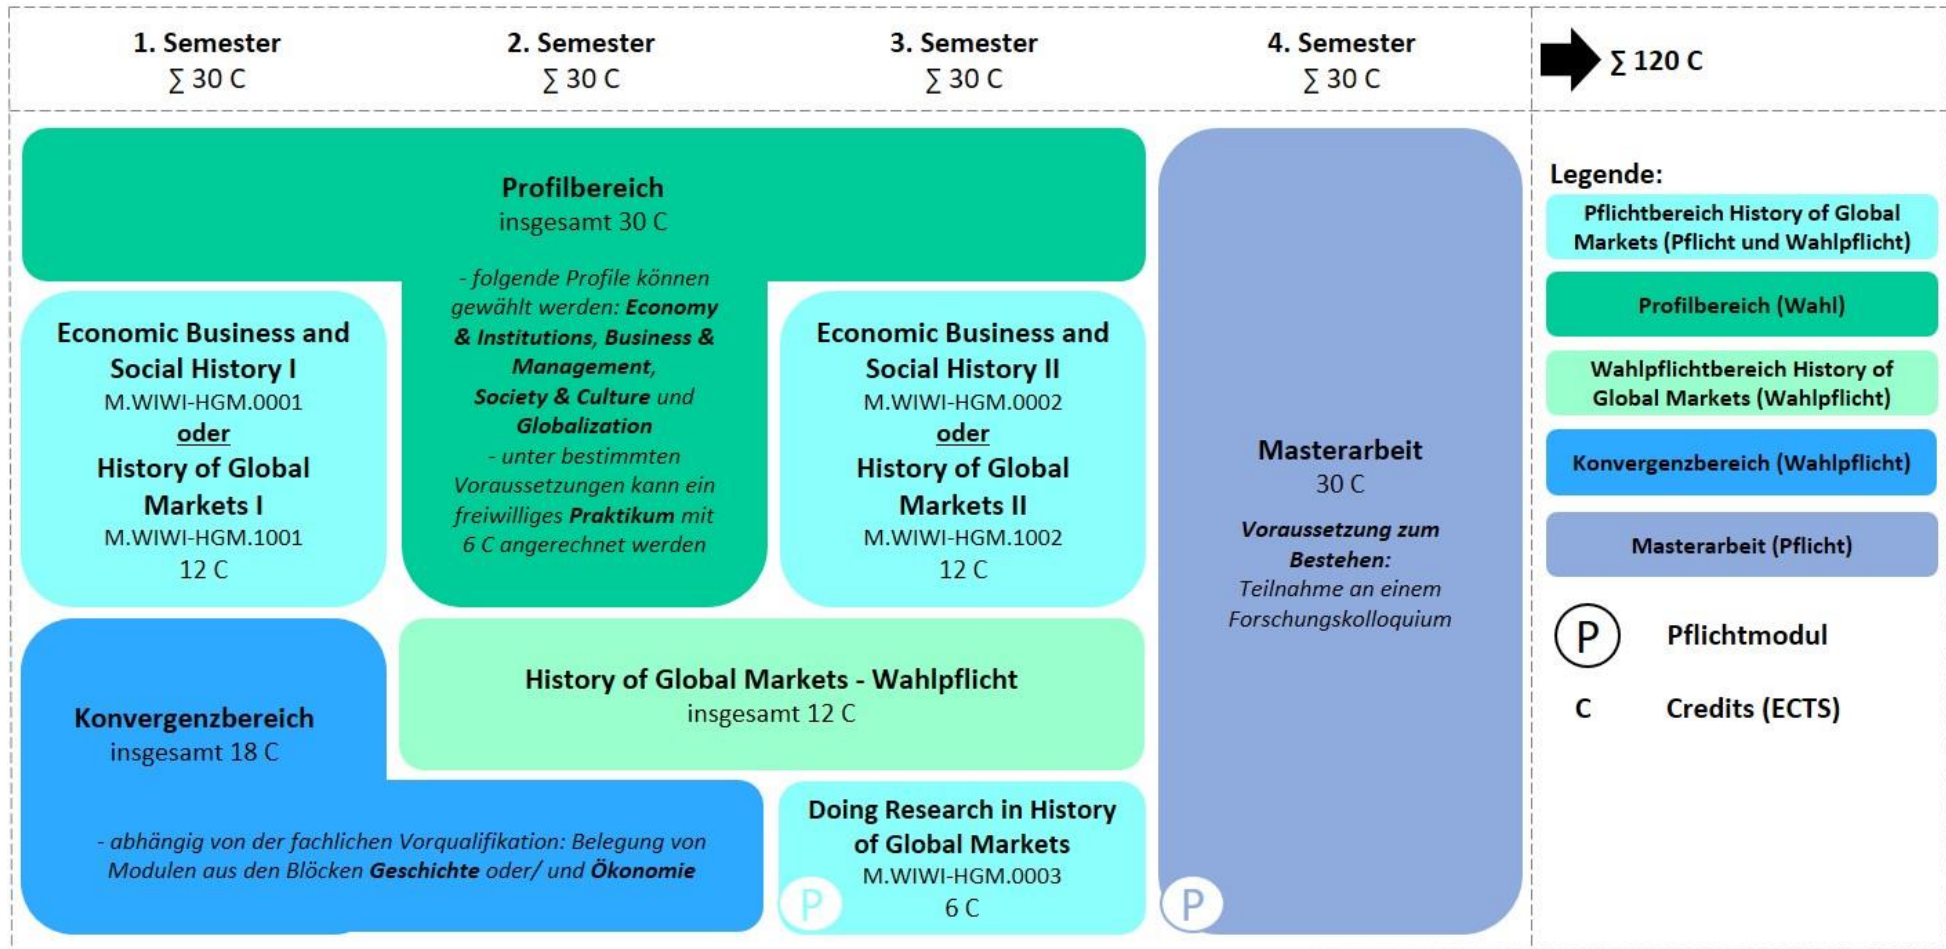 1. Semester
∑ 30 C
2. Semester
∑ 30 C
3. Semester
∑ 30 C
4. Semester
∑ 30 C
∑ 120 C
Profilbereich
insgesamt 30 C
- folgende Profile können
gewählt werden: Economy
& Institutions, Business &
Management,
Society & Culture und
Globalization
- unter bestimmten
Voraussetzungen kann ein
freiwilliges Praktikum mit
6 C angerechnet werden
Economic Business and
Social History I
M.WIWI-HGM.0001
oder
History of Global
Markets I
M.WIWI-HGM.1001
12 C
Economic Business and
Social History II
M.WIWI-HGM.0002
oder
History of Global
Markets II
M.WIWI-HGM.1002
12 C
Konvergenzbereich
insgesamt 18 C
- abhängig von der fachlichen Vorqualifikation: Belegung von
Modulen aus den Blöcken Geschichte oder/ und Ökonomie
History of Global Markets - Wahlpflicht
insgesamt 12 C
Doing Research in History
of Global Markets
M.WIWI-HGM.0003
6 C
P
Masterarbeit
30 C
Voraussetzung zum
Bestehen:
Teilnahme an einem
Forschungskolloquium
P
Legende:
Pflichtbereich History of Global
Markets (Pflicht und Wahlpflicht)
Profilbereich (Wahl)
Wahlpflichtbereich History of
Global Markets (Wahlpflicht)
Konvergenzbereich (Wahlpflicht)
Masterarbeit (Pflicht)
P Pflichtmodul
C Credits (ECTS)